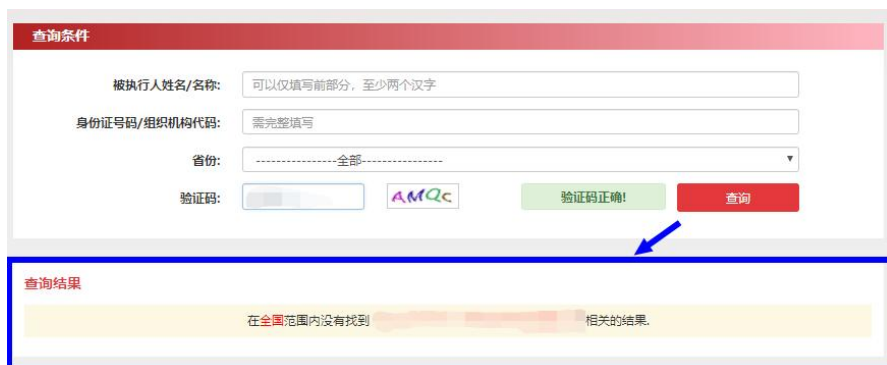 查询条件
被执行人姓名/名称: 可以仅填写前部分，至少两个汉字
身份证号码/组织机构代码: 需完整填写
省份: ----------------全部----------------
验证码: AMQc 验证码正确! 查询
查询结果
在全国范围内没有找到 相关的结果.